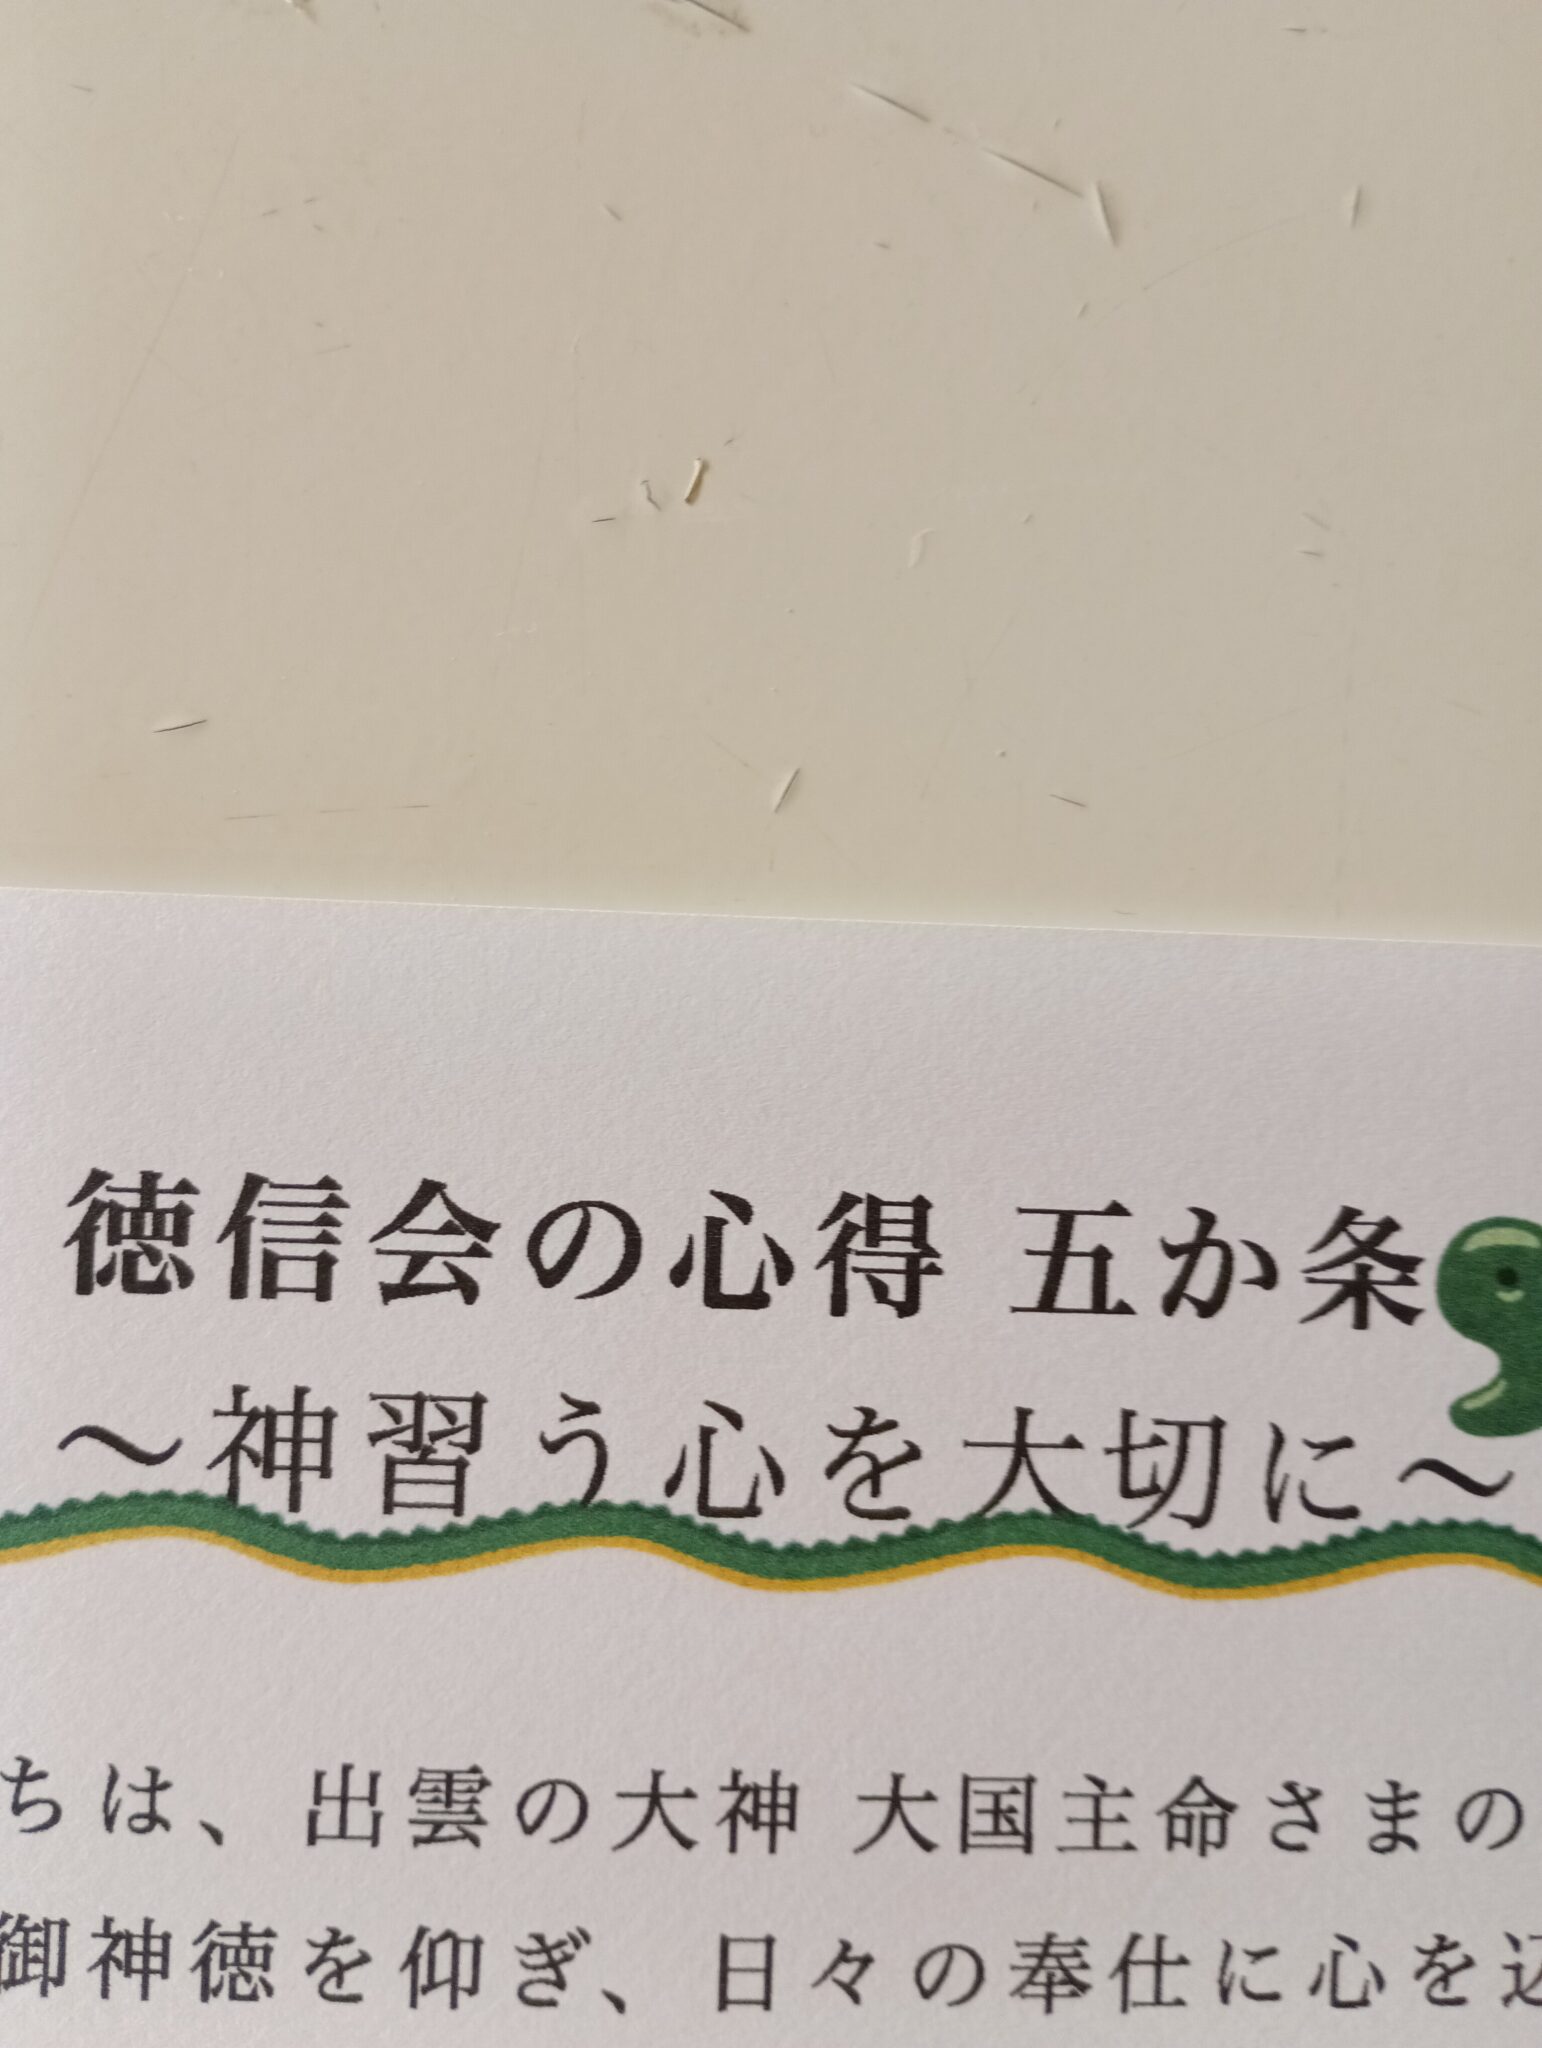 徳信会の心得 五か条
～神習う心を大切に～
ちは、出雲の大神 大国主命さまの
御神徳を仰ぎ、日々の奉仕に心を込